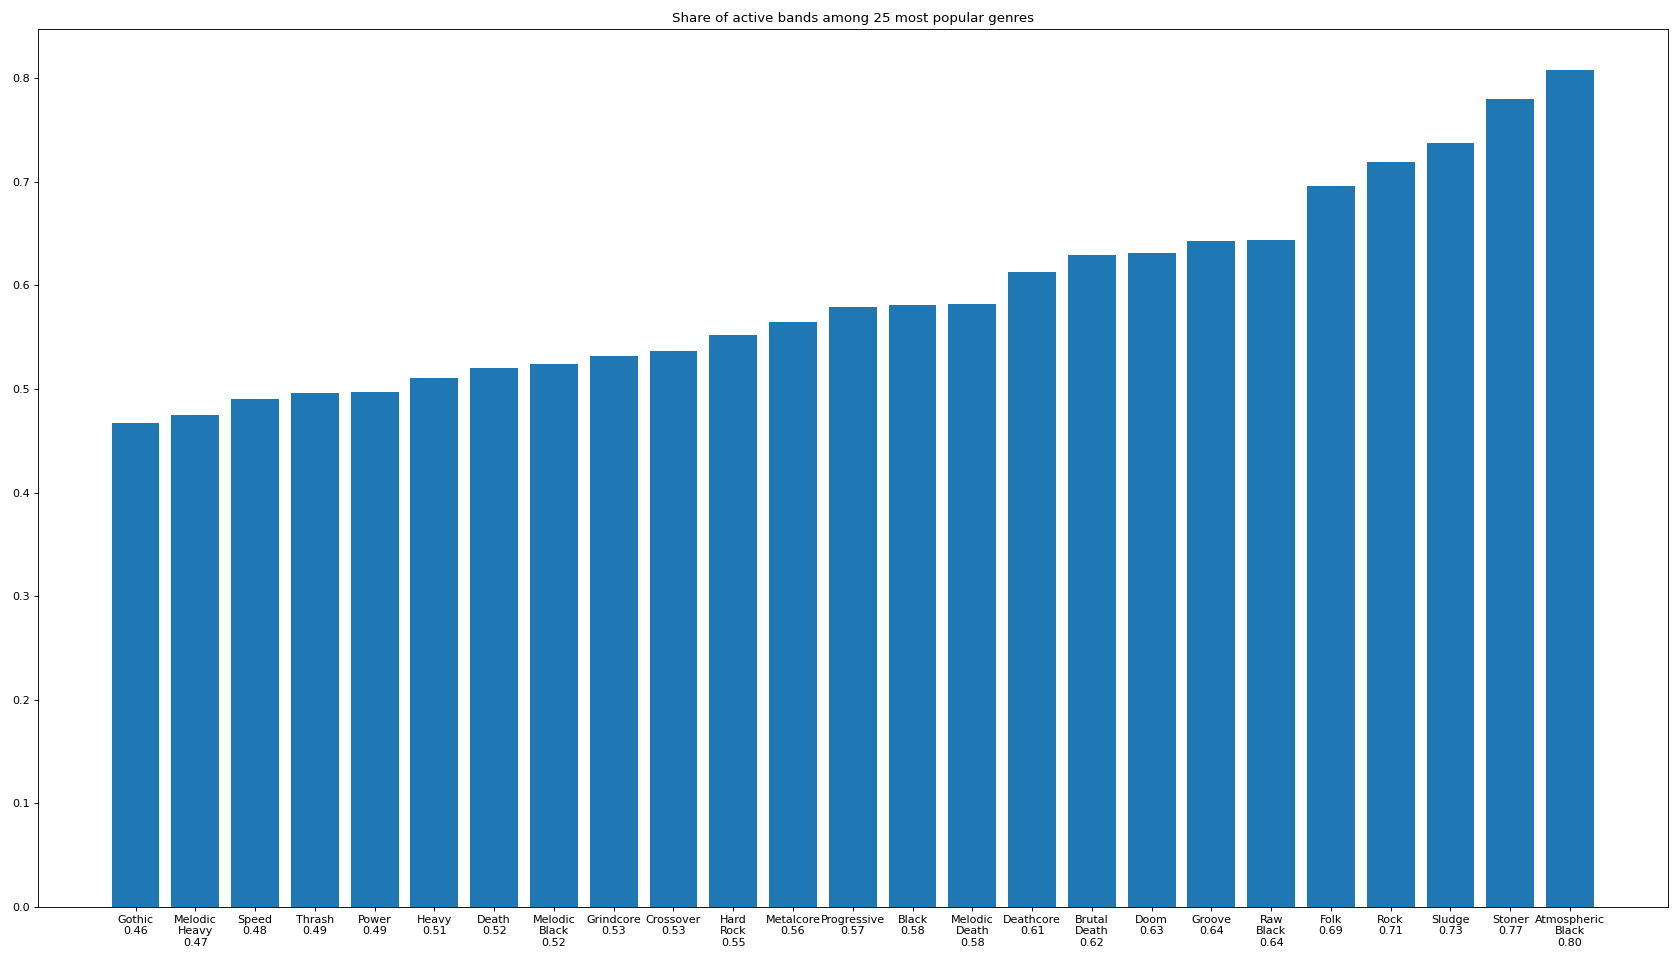 Share of active bands among 25 most popular genres
0.8
0.7
0.6
0.5
0.4
0.3
0.2
0.1
0.0
Gothic
0.46
Melodic
Heavy
0.47
Speed
0.48
Thrash
0.49
Power
0.49
Heavy
0.51
Death
0.52
Melodic
Black
0.52
Grindcore
0.53
Crossover
0.53
Hard
Rock
0.55
Metalcore
0.56
Progressive
0.57
Black
0.58
Melodic
Death
0.58
Deathcore
0.61
Brutal
Death
0.62
Doom
0.63
Groove
0.64
Raw
Black
0.64
Folk
0.69
Rock
0.71
Sludge
0.73
Stoner
0.77
Atmospheric
Black
0.80